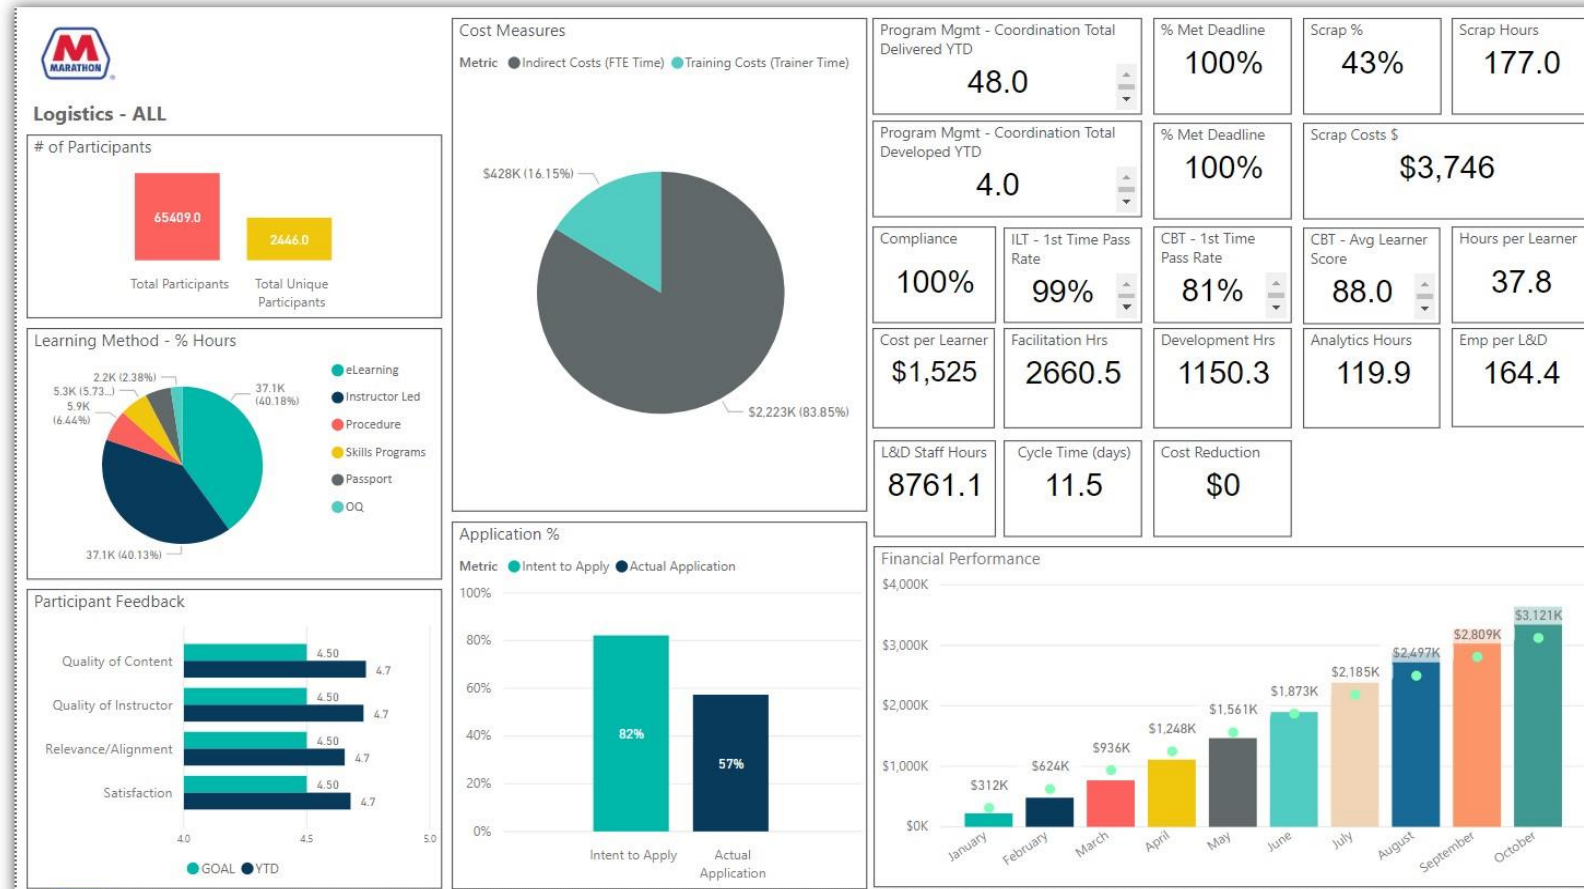 M
MARATHON
Logistics - ALL
# of Participants
65409.0
2446.0
Total Participants
Total Unique
Participants
Learning Method - % Hours
2.2K (2.38%)
5.3K (5.73...)
5.9K
(6.44%)
37.1K
(40.18%)
37.1K (40.13%)
eLearning
Instructor Led
Procedure
Skills Programs
Passport
OQ
Participant Feedback
Quality of Content
4.50
4.7
Quality of Instructor
4.50
4.7
Relevance/Alignment
4.50
4.7
Satisfaction
4.50
4.7
4.0
4.5
5.0
GOAL
YTD
Cost Measures
Metric
Indirect Costs (FTE Time)
Training Costs (Trainer Time)
$428K (16.15%)
$2,223K (83.85%)
Application %
Metric
Intent to Apply
Actual Application
100%
80%
60%
40%
20%
0%
82%
57%
Intent to Apply
Actual
Application
Program Mgmt - Coordination Total
Delivered YTD
48.0
% Met Deadline
100%
Scrap %
43%
Scrap Hours
177.0
Program Mgmt - Coordination Total
Developed YTD
4.0
% Met Deadline
100%
Scrap Costs $
$3,746
Compliance
100%
ILT - 1st Time Pass
Rate
99%
CBT - 1st Time
Pass Rate
81%
CBT - Avg Learner
Score
88.0
Hours per Learner
37.8
Cost per Learner
$1,525
Facilitation Hrs
2660.5
Development Hrs
1150.3
Analytics Hours
119.9
Emp per L&D
164.4
L&D Staff Hours
8761.1
Cycle Time (days)
11.5
Cost Reduction
$0
Financial Performance
$4,000K
$3,000K
$2,000K
$1,000K
$0K
$312K
$624K
$936K
$1,248K
$1,561K
$1,873K
$2,185K
$2,497K
$2,809K
$3,121K
January
February
March
April
May
June
July
August
September
October